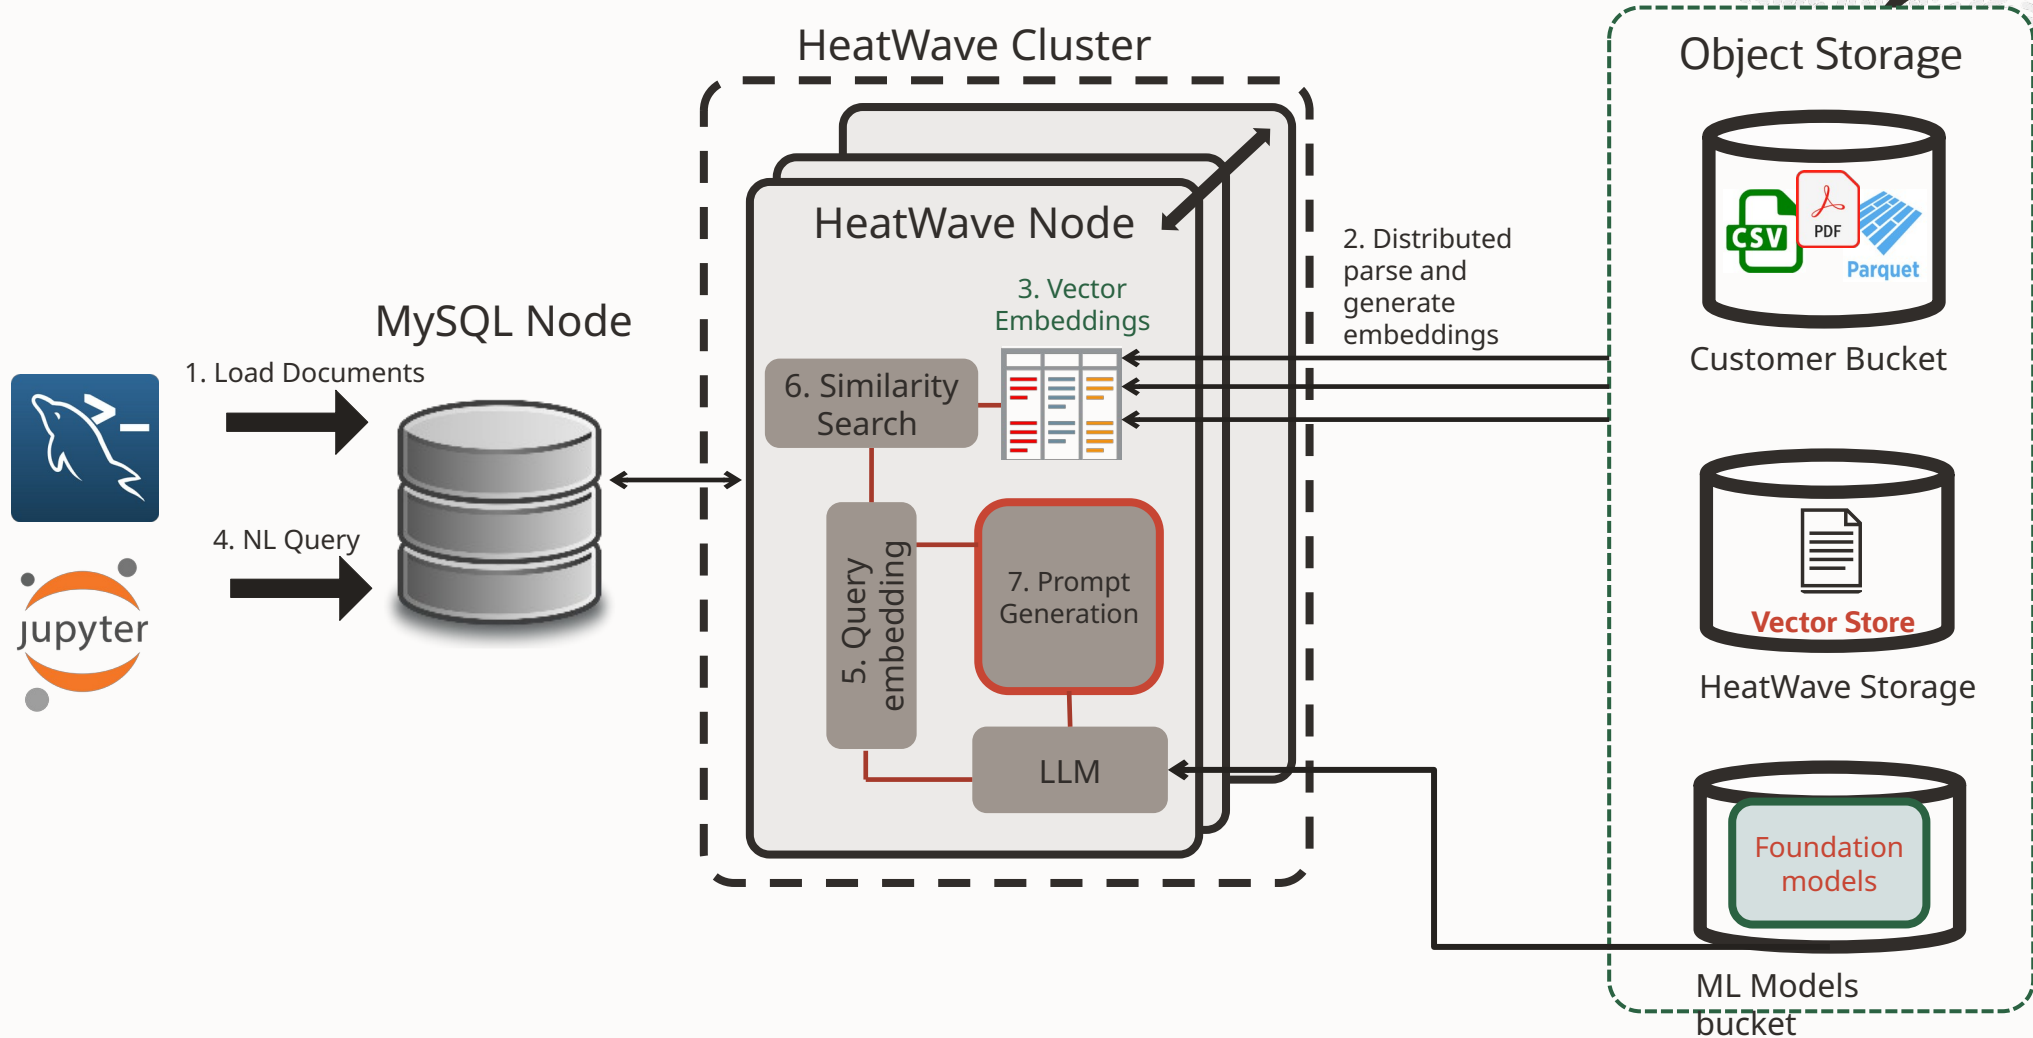 HeatWave Cluster
Object Storage
HeatWave Node
CSV
PDF
Parquet
2. Distributed
parse and
generate
embeddings
3. Vector
Embeddings
MySQL Node
Customer Bucket
1. Load Documents
6. Similarity
Search
4. NL Query
jupyter
5. Query
embedding
7. Prompt
Generation
Vector Store
HeatWave Storage
LLM
Foundation
models
ML Models
bucket